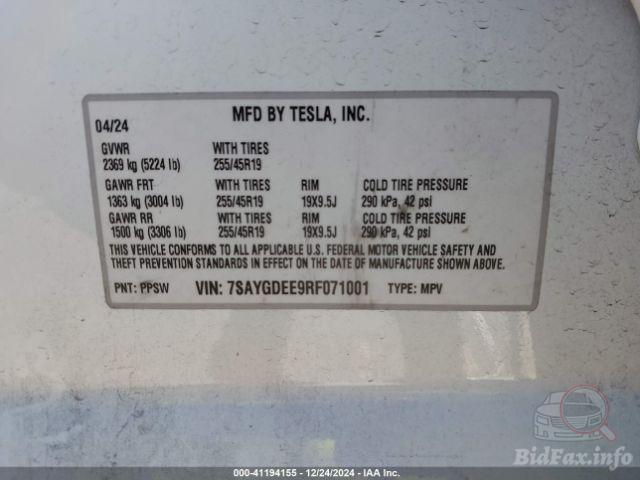 MFD BY TESLA, INC.
04/24
GVWR WITH TIRES
2369 kg (5224 lb) 255/45R19
GAWR FRT WITH TIRES RIM COLD TIRE PRESSURE
1363 kg (3004 lb) 255/45R19 19X9.5J 290 kPa, 42 psi
GAWR RR WITH TIRES RIM COLD TIRE PRESSURE
1500 kg (3306 lb) 255/45R19 19X9.5J 290 kPa, 42 psi
THIS VEHICLE CONFORMS TO ALL APPLICABLE U.S. FEDERAL MOTOR VEHICLE SAFETY AND
THEFT PREVENTION STANDARDS IN EFFECT ON THE DATE OF MANUFACTURE SHOWN ABOVE.
PNT: PPSW VIN: 7SAYGDEE9RF071001 TYPE: MPV
BidFax.info
000-41194155 - 12/24/2024 - IAA Inc.